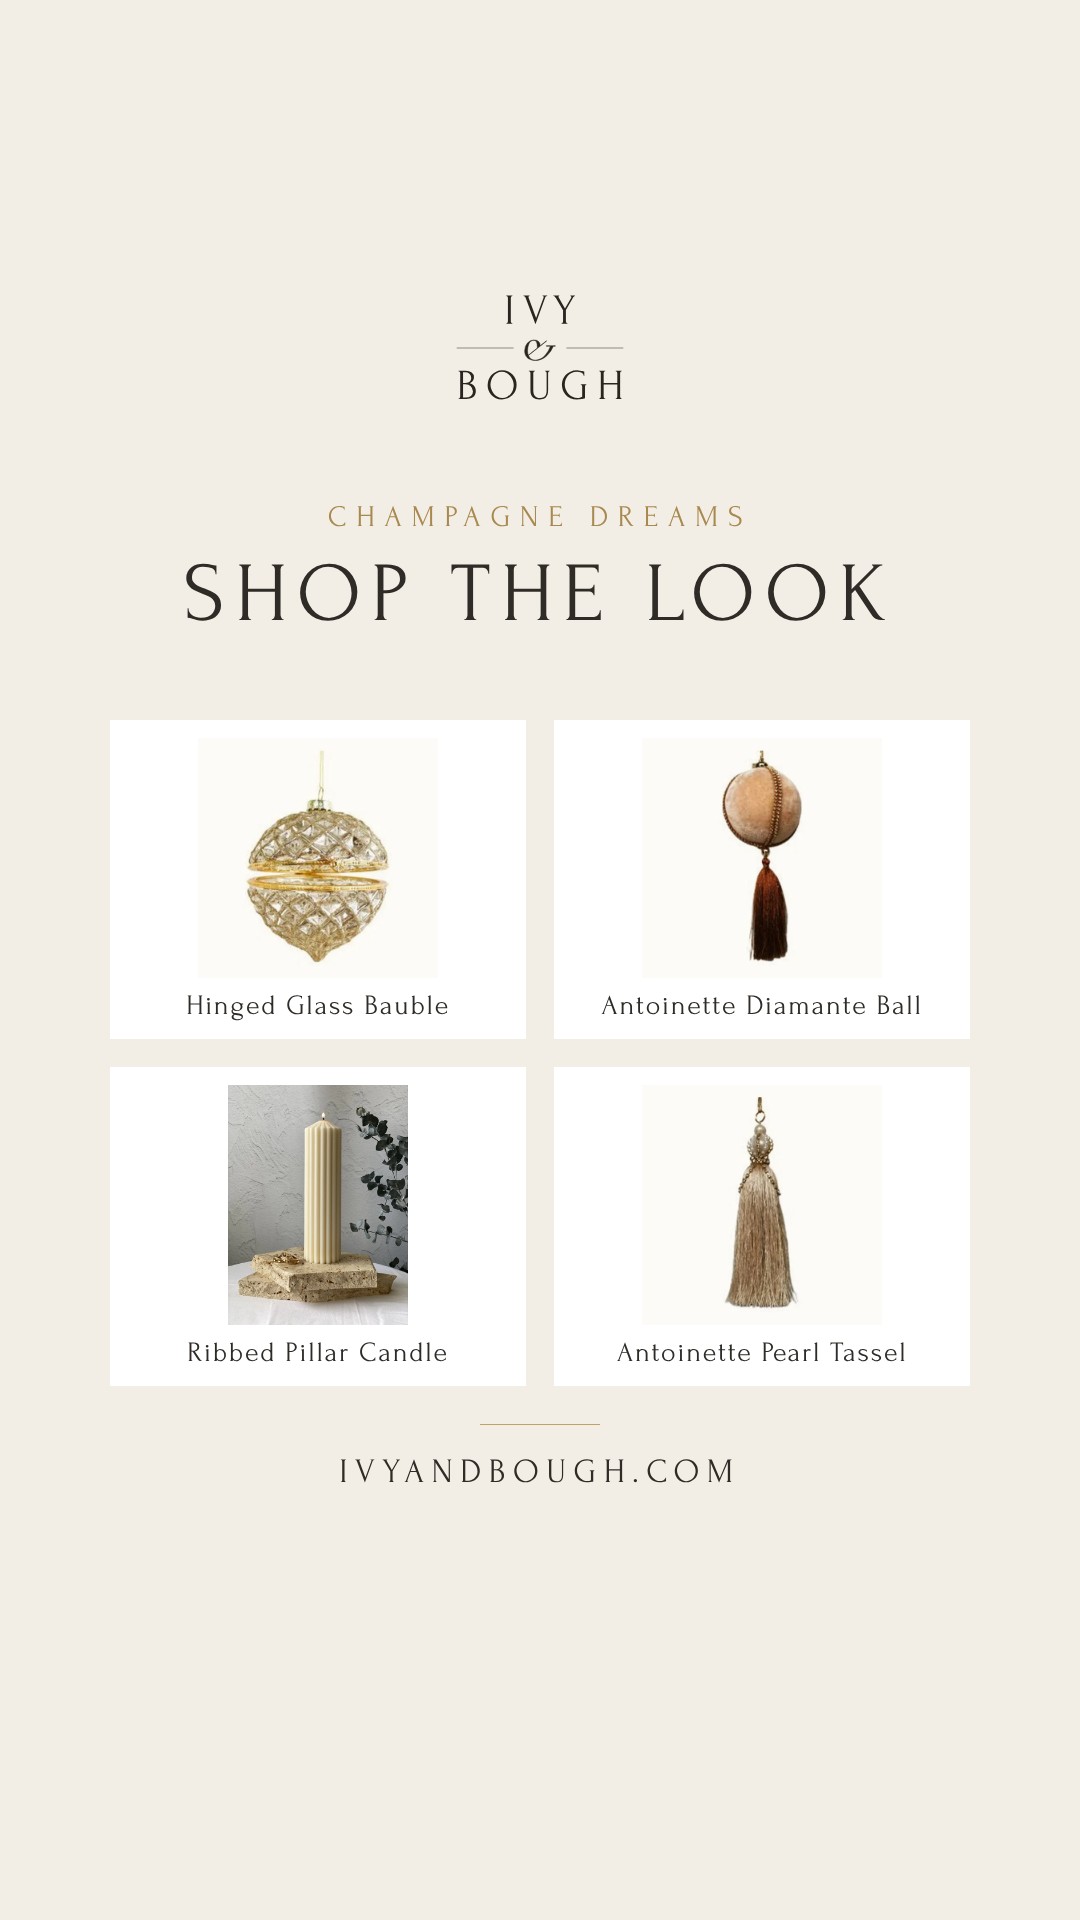 IVY
&
BOUGH
CHAMPAGNE DREAMS
SHOP THE LOOK
Hinged Glass Bauble
Antoinette Diamante Ball
Ribbed Pillar Candle
Antoinette Pearl Tassel
IVYANDBOUGH.COM